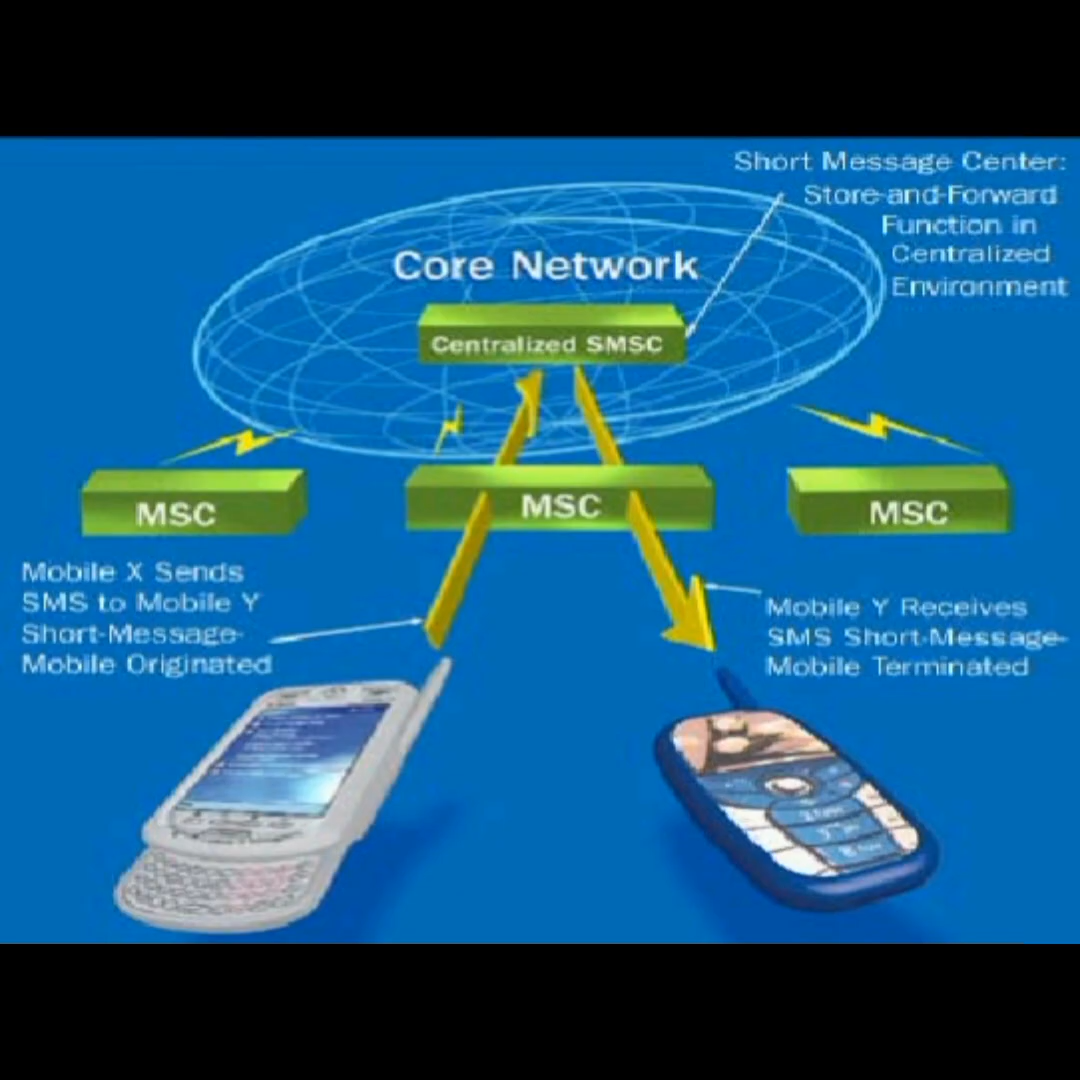 Short Message Center:
Store-and-Forward
Function in
Centralized
Environment
Core Network
Centralized SMSC
MSC
MSC
MSC
Mobile X Sends
SMS to Mobile Y
Short-Message-
Mobile Originated
Mobile Y Receives
SMS Short-Message-
Mobile Terminated